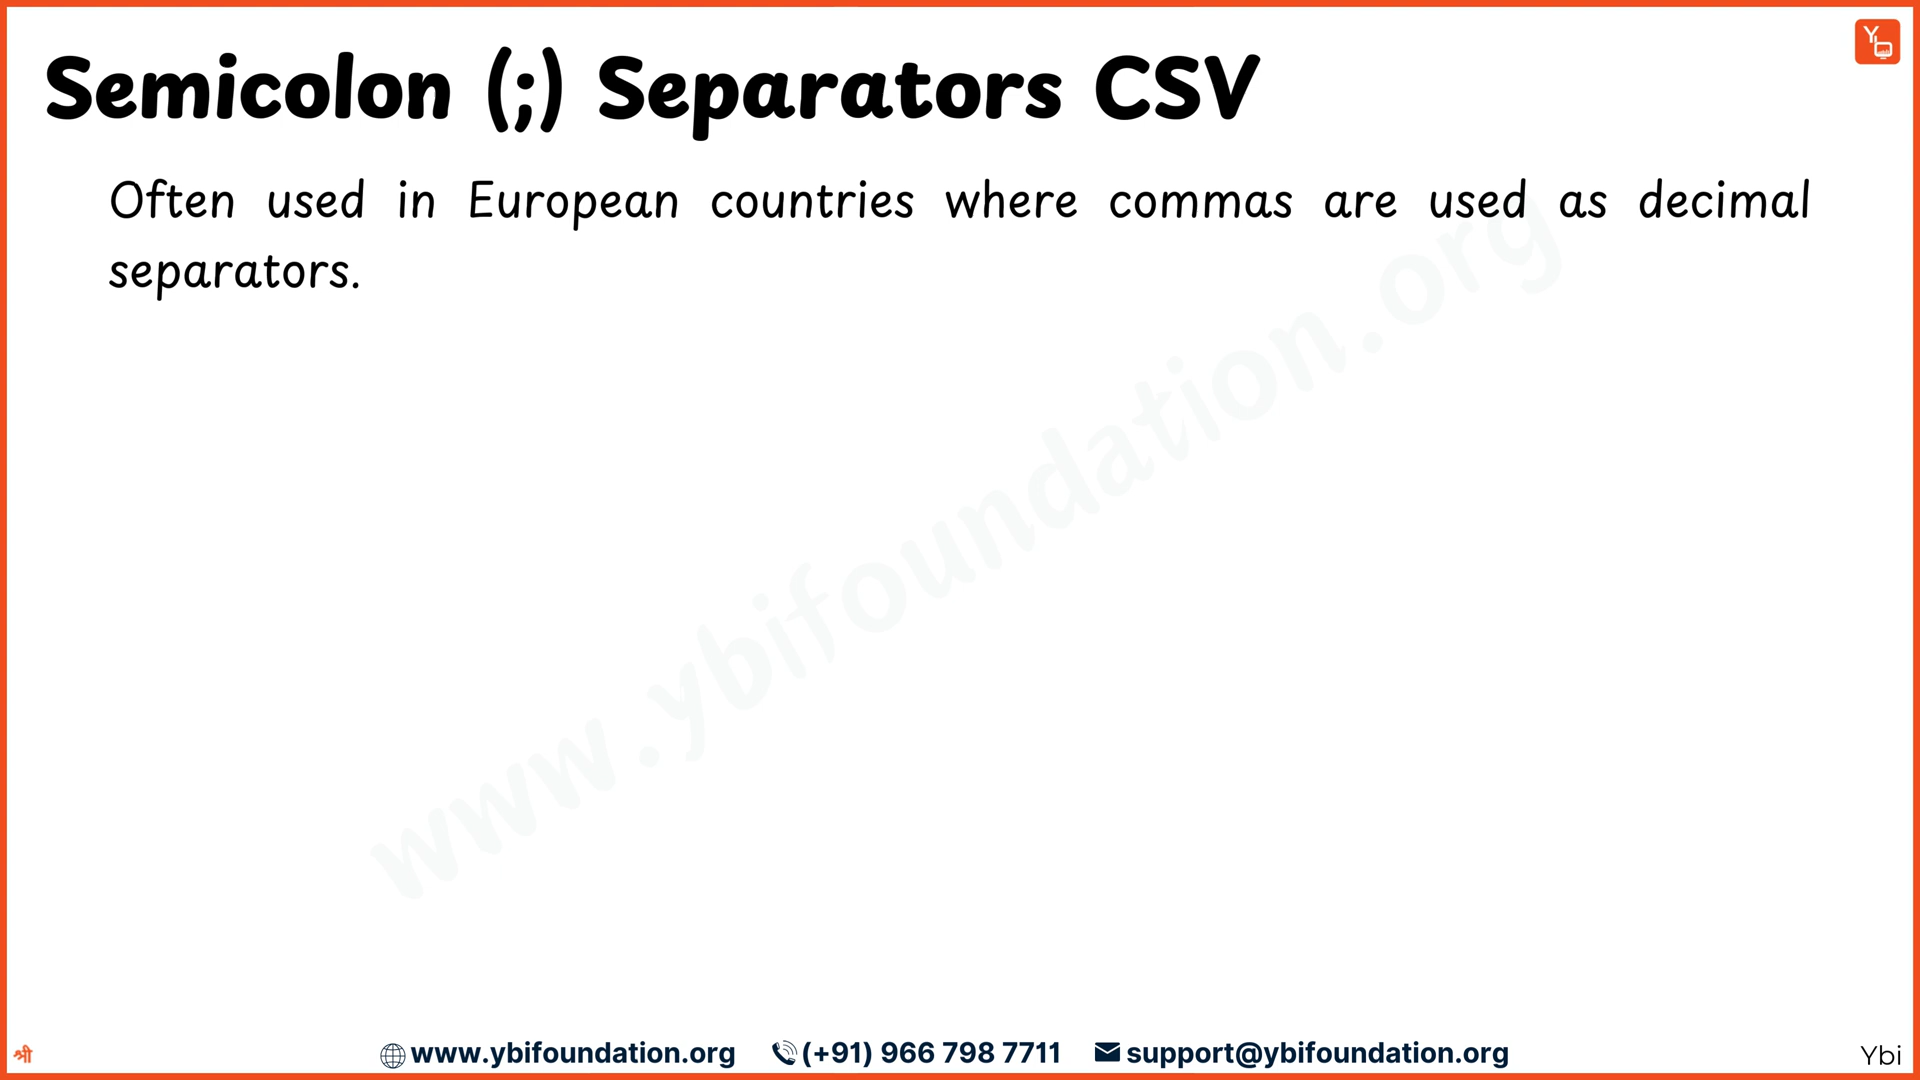 Semicolon (;) Separators CSV
Often used in European countries where commas are used as decimal
separators.
www.ybifoundation.org
श्री
www.ybifoundation.org (+91) 966 798 7711 support@ybifoundation.org
Ybi